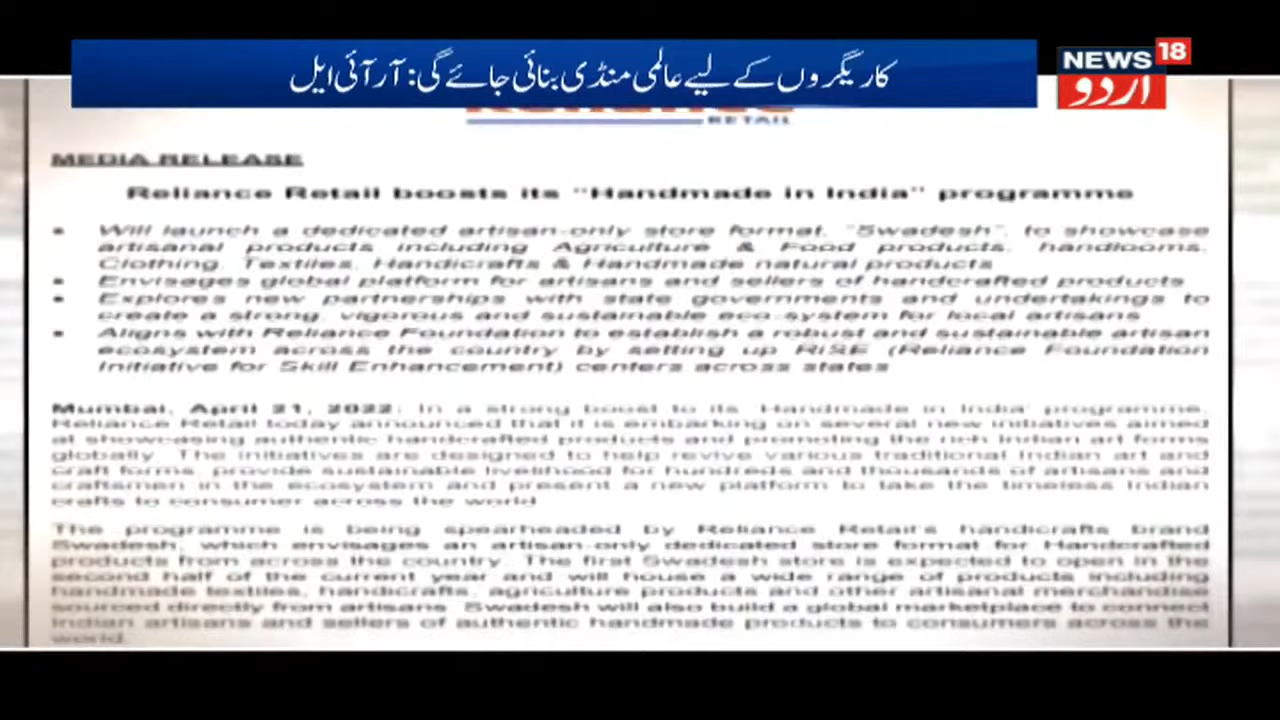 کاریگروں کے لیے عالمی منڈی بنائی جائے گی: آر آئی ایل
NEWS 18
اردو
RETAIL
MEDIA RELEASE
Reliance Retail boosts its "Handmade in India" programme
• Will launch a dedicated artisan-only store format, "Swadesh", to showcase
artisanal products including Agriculture & Food products, handlooms,
Clothing, Textiles, Handicrafts & Handmade natural products
• Envisages global platform for artisans and sellers of handcrafted products
• Explores new partnerships with state governments and undertakings to
create a strong, vigorous and sustainable eco-system for local artisans
• Aligns with Reliance Foundation to establish a robust and sustainable artisan
ecosystem across the country by setting up RiSE (Reliance Foundation
Initiative for Skill Enhancement) centers across states
Mumbai, April 21, 2022: In a strong boost to its 'Handmade in India' programme,
Reliance Retail today announced that it is embarking on several new initiatives aimed
at showcasing authentic handcrafted products and promoting the rich Indian art forms
globally. The initiatives are designed to help revive various traditional Indian art and
craft forms, provide sustainable livelihood for hundreds and thousands of artisans and
craftsmen in the ecosystem and present a new platform to take the timeless Indian
crafts to consumer across the world.
The programme is being spearheaded by Reliance Retail's handicrafts brand
Swadesh, which envisages an artisan-only dedicated store format for Handcrafted
products from across the country. The first Swadesh store is expected to open in the
second half of the current year and will house a wide range of products including
handmade textiles, handicrafts, agriculture products and other artisanal merchandise
sourced directly from artisans. Swadesh will also build a global marketplace to connect
Indian artisans and sellers of authentic handmade products to consumers across the
world.